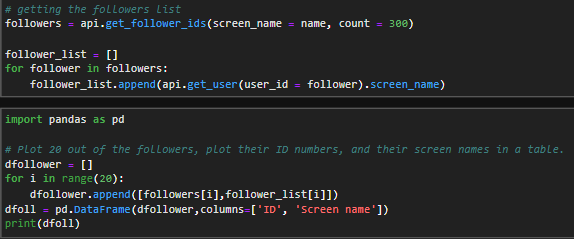 # getting the followers list
followers = api.get_follower_ids(screen_name = name, count = 300)
follower_list = []
for follower in followers:
    follower_list.append(api.get_user(user_id = follower).screen_name)
import pandas as pd
# Plot 20 out of the followers, plot their ID numbers, and their screen names in a table.
dfollower = []
for i in range(20):
    dfollower.append([followers[i],follower_list[i]])
dfoll = pd.DataFrame(dfollower,columns=['ID', 'Screen name'])
print(dfoll)